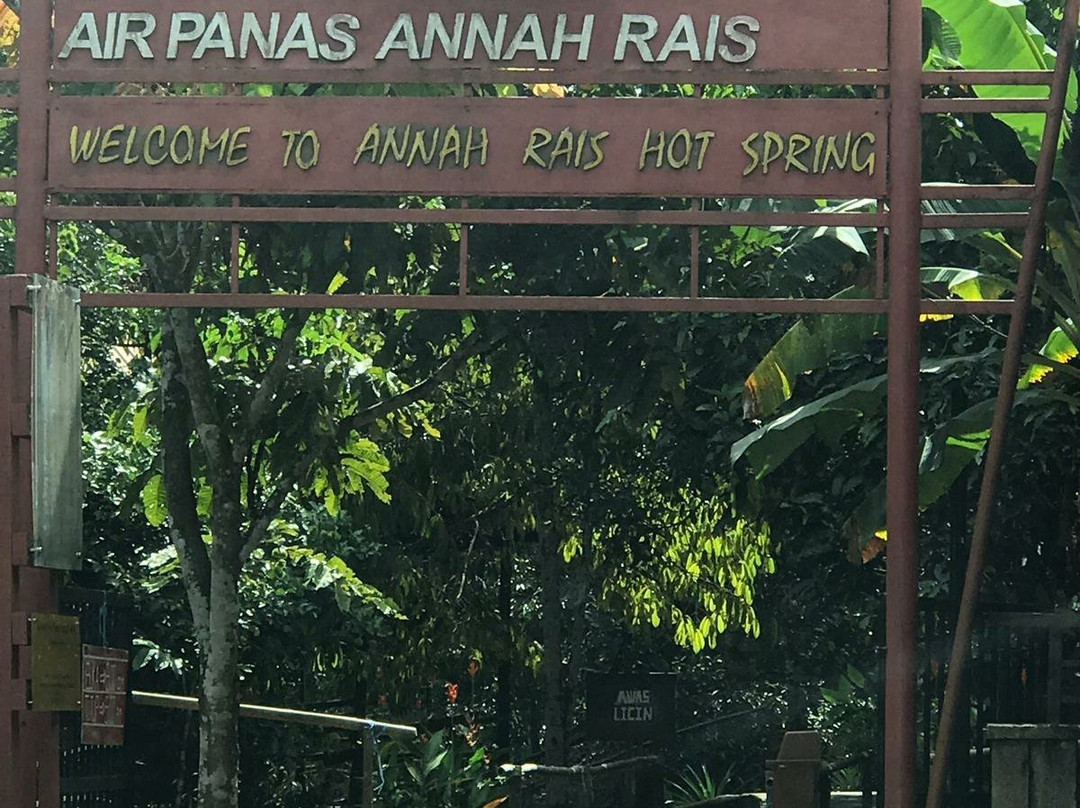 AIR PANAS ANNAH RAIS
WELCOME TO ANNAH RAIS HOT SPRING
AWAS
LICIN